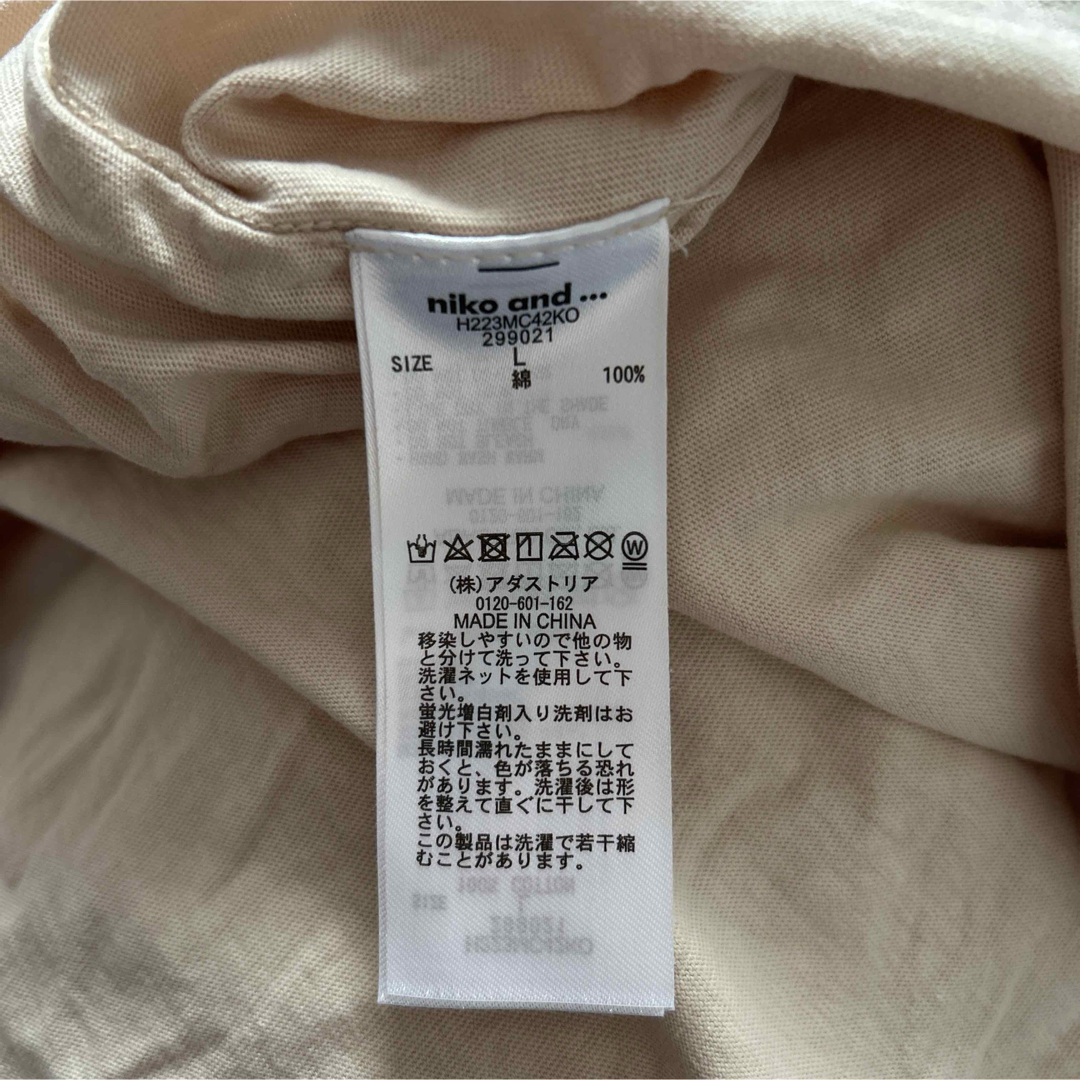 niko and ...
H223MC42KO
299021
SIZE L
綿 100%
W
(株)アダストリア
0120-601-162
MADE IN CHINA
移染しやすいので他の物
と分けて洗って下さい。
洗濯ネットを使用して下
さい。
蛍光増白剤入り洗剤はお
避け下さい。
長時間濡れたままにして
おくと、色が落ちる恐れ
があります。洗濯後は形
を整えて直ぐに干して下
さい。
この製品は洗濯で若干縮
むことがあります。
100% COTTON
SIZE L
299021
H223MC42KO